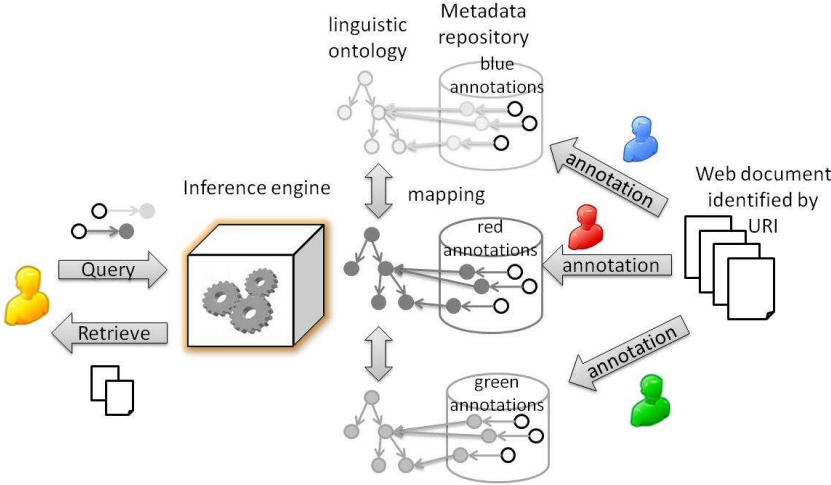 linguistic
ontology
Metadata
repository
blue
annotations
annotation
Web document
identified by
URI
Inference engine
mapping
red
annotations
annotation
Query
Retrieve
green
annotations
annotation